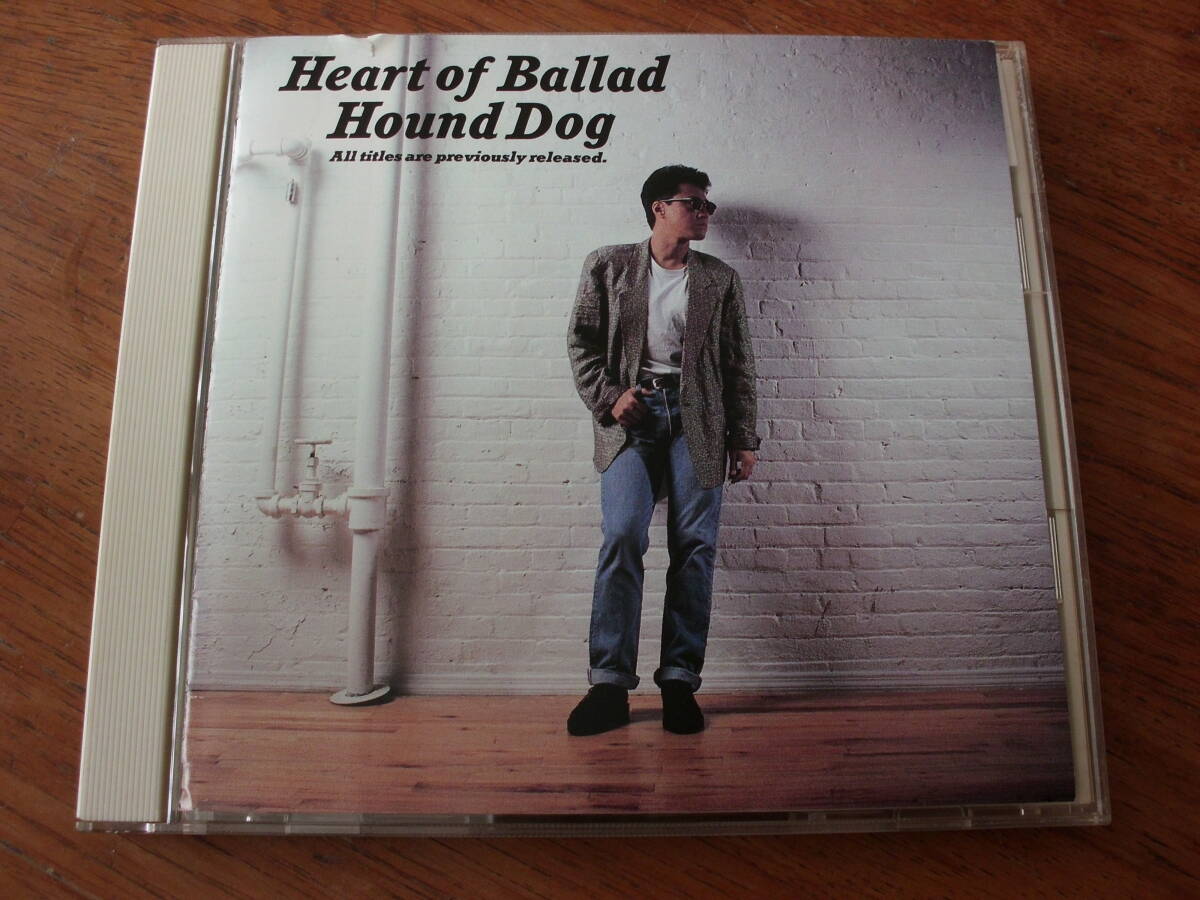 Heart of Ballad
Hound Dog
All titles are previously released.